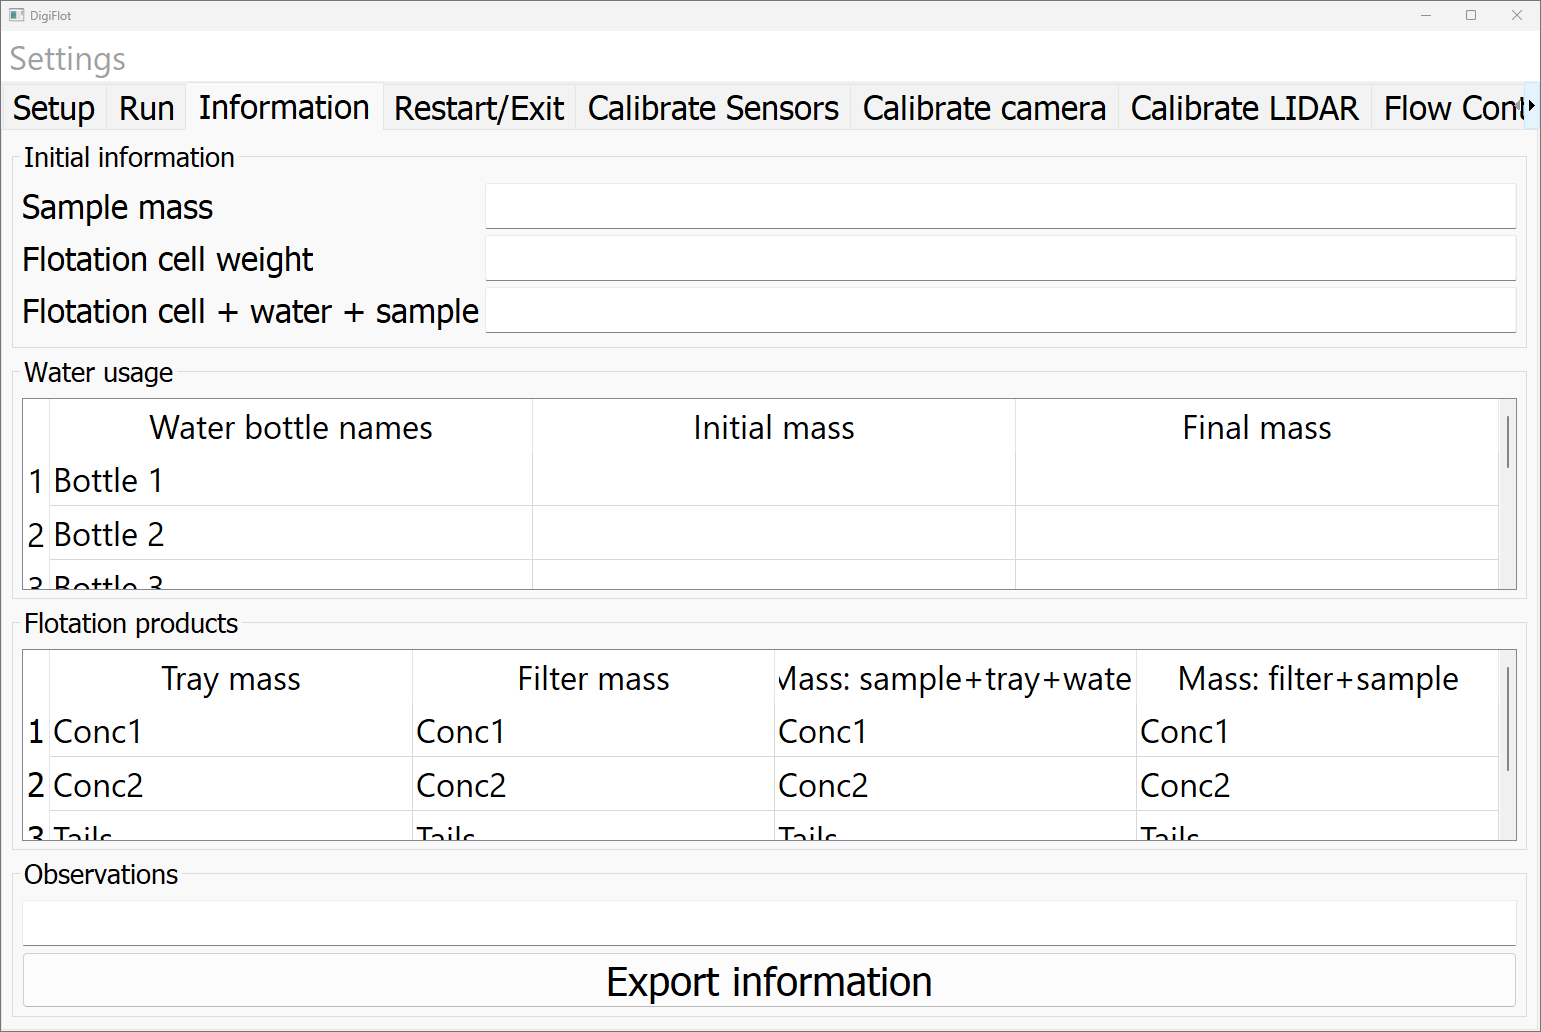 DigiFlot
Settings
Setup Run Information Restart/Exit Calibrate Sensors Calibrate camera Calibrate LIDAR Flow Cont
Initial information
Sample mass
Flotation cell weight
Flotation cell + water + sample
Water usage
Water bottle names Initial mass Final mass
1 Bottle 1
2 Bottle 2
3 Bottle 3
Flotation products
Tray mass Filter mass Mass: sample+tray+wate Mass: filter+sample
1 Conc1 Conc1 Conc1 Conc1
2 Conc2 Conc2 Conc2 Conc2
3 Tails Tails Tails Tails
Observations
Export information